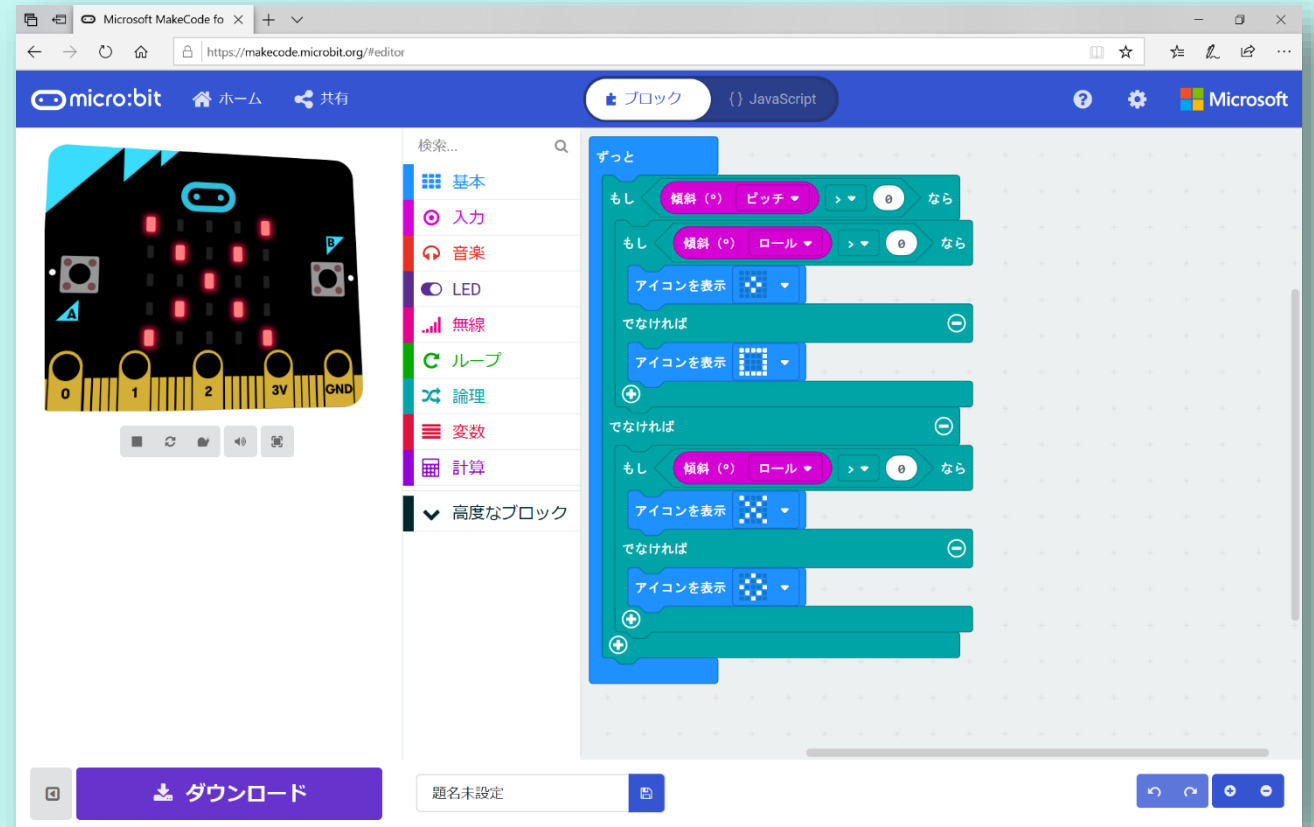 Microsoft MakeCode fo
https://makecode.microbit.org/#editor
micro:bit
ホーム
共有
ブロック
{} JavaScript
Microsoft
検索...
基本
入力
音楽
LED
無線
ループ
論理
変数
計算
高度なブロック
A
B
0
1
2
3V
GND
ずっと
もし 傾斜 (°) ピッチ > 0 なら
もし 傾斜 (°) ロール > 0 なら
アイコンを表示
でなければ
アイコンを表示
でなければ
もし 傾斜 (°) ロール > 0 なら
アイコンを表示
でなければ
アイコンを表示
ダウンロード
題名未設定